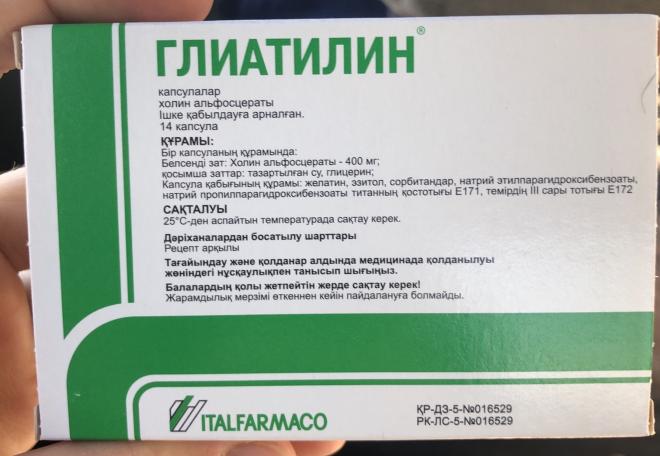 ГЛИАТИЛИН®
капсулалар
холин альфосцераты
Ішке қабылдауға арналған.
14 капсула
ҚҰРАМЫ:
Бір капсуланың құрамында:
Белсенді зат: Холин альфосцераты - 400 мг;
қосымша заттар: тазартылған су, глицерин;
Капсула қабығының құрамы: желатин, эзитол, сорбитандар, натрий этилпарагидроксибензоаты,
натрий пропилпарагидроксибензоаты титанның қостотығы Е171, темірдің III сары тотығы Е172
САҚТАЛУЫ
25°С-ден аспайтын температурада сақтау керек.
Дәріханалардан босатылу шарттары
Рецепт арқылы
Тағайындау және қолданар алдында медицинада қолданылуы
жөніндегі нұсқаулықпен танысып шығыңыз.
Балалардың қолы жетпейтін жерде сақтау керек!
Жарамдылық мерзімі өткеннен кейін пайдалануға болмайды.
ITALFARMACO
ҚР-ДЗ-5-№016529
РК-ЛС-5-№016529